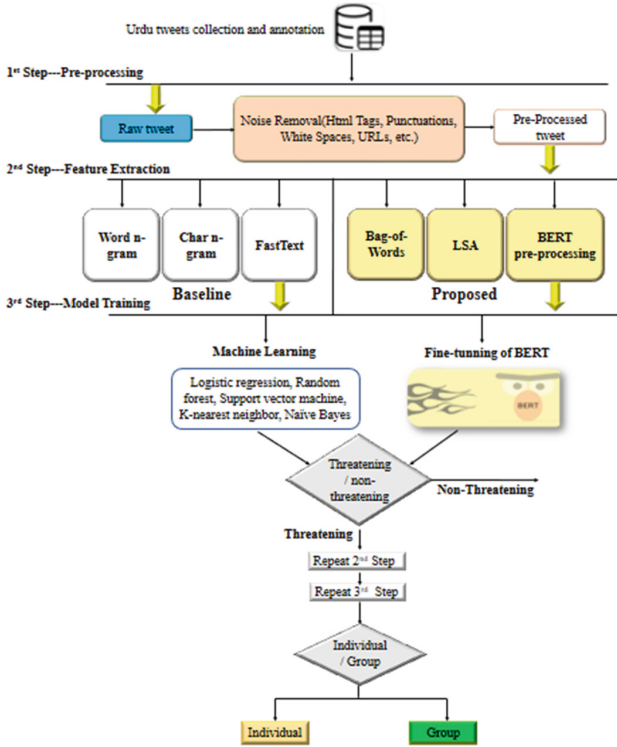 Urdu tweets collection and annotation
1st Step---Pre-processing
Raw tweet
Noise Removal(Html Tags, Punctuations,
White Spaces, URLs, etc.)
Pre-Processed
tweet
2nd Step---Feature Extraction
Word n-
gram
Char n-
gram
FastText
Bag-of-
Words
LSA
BERT
pre-processing
Baseline
Proposed
3rd Step---Model Training
Machine Learning
Fine-tunning of BERT
Logistic regression, Random
forest, Support vector machine,
K-nearest neighbor, Naïve Bayes
BERT
Threatening
/ non-
threatening
Non-Threatening
Threatening
Repeat 2nd Step
Repeat 3rd Step
Individual
/ Group
Individual
Group